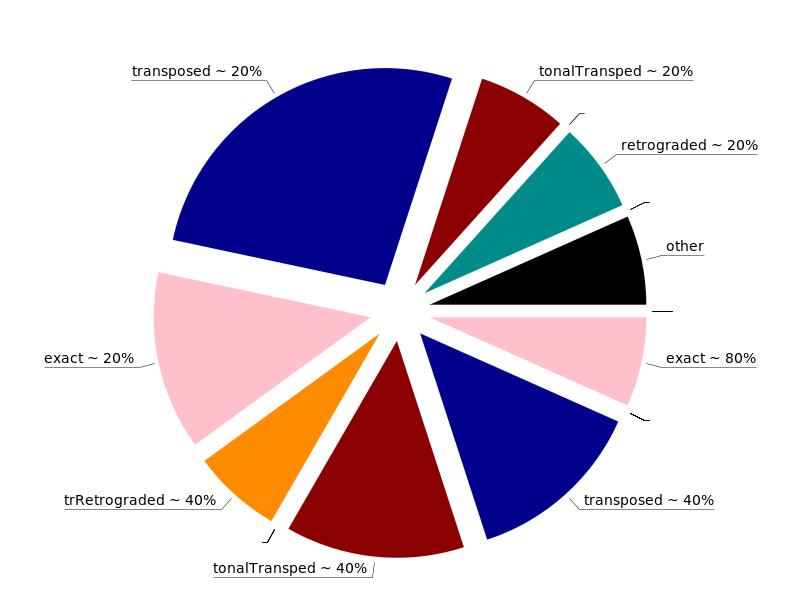 transposed ~ 20%
tonalTransped ~ 20%
retrograded ~ 20%
other
exact ~ 20%
exact ~ 80%
trRetrograded ~ 40%
transposed ~ 40%
tonalTransped ~ 40%